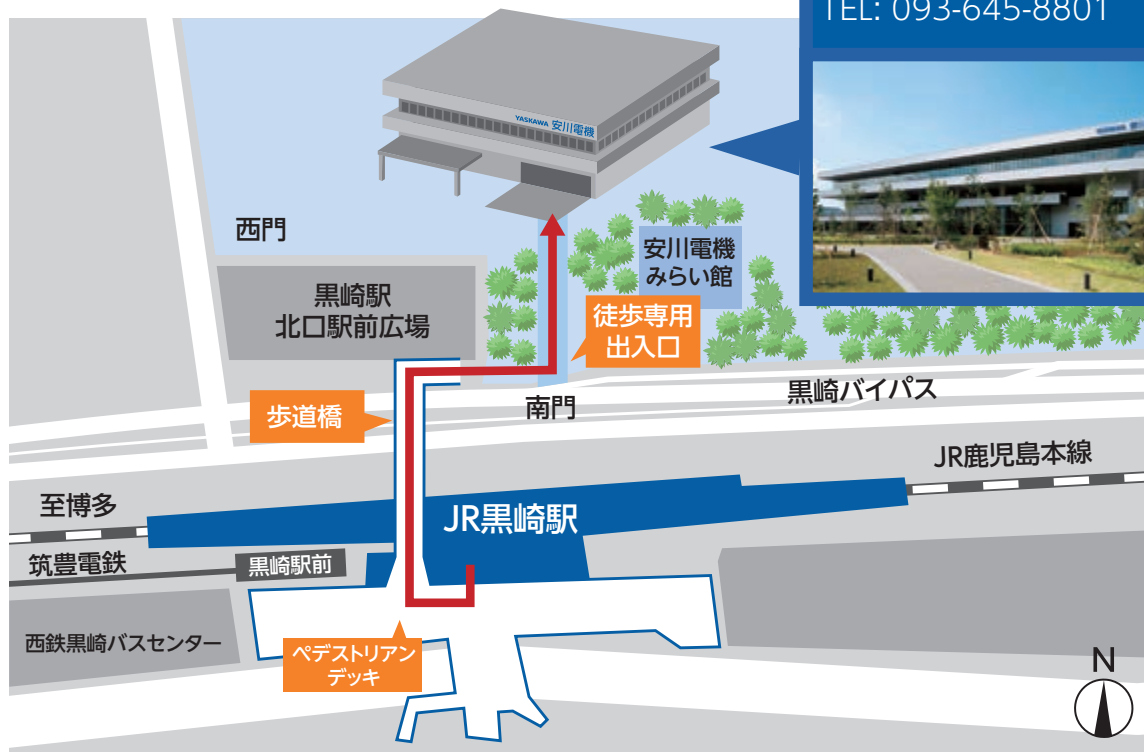 TEL: 093-645-8801
YASKAWA 安川電機
西門
安川電機
みらい館
黒崎駅
北口駅前広場
徒歩専用
出入口
歩道橋
南門
黒崎バイパス
JR鹿児島本線
至博多
JR黒崎駅
筑豊電鉄
黒崎駅前
西鉄黒崎バスセンター
ペデストリアン
デッキ
N